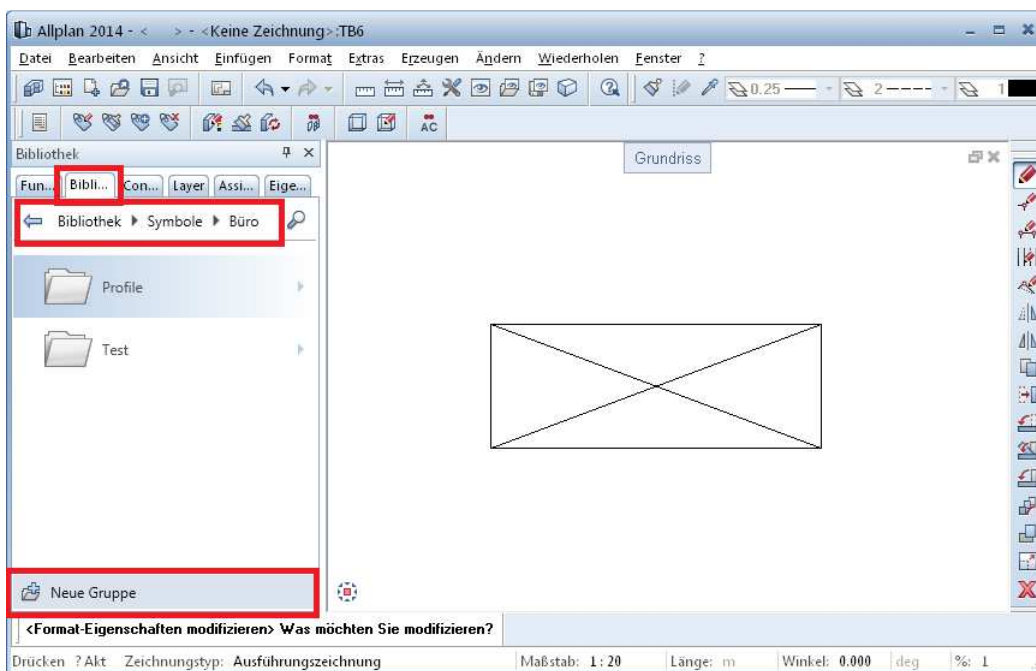 Allplan 2014 - < > - <Keine Zeichnung>:TB6
Datei Bearbeiten Ansicht Einfügen Format Extras Erzeugen Ändern Wiederholen Fenster ?
0.25 2 1
AC
Bibliothek
Fun... Bibli... Con... Layer Assi... Eige...
Bibliothek Symbole Büro
Grundriss
Profile
Test
Neue Gruppe
<Format-Eigenschaften modifizieren> Was möchten Sie modifizieren?
Drücken ? Akt Zeichnungstyp: Ausführungszeichnung Maßstab: 1:20 Länge: m Winkel: 0.000 deg %: 1